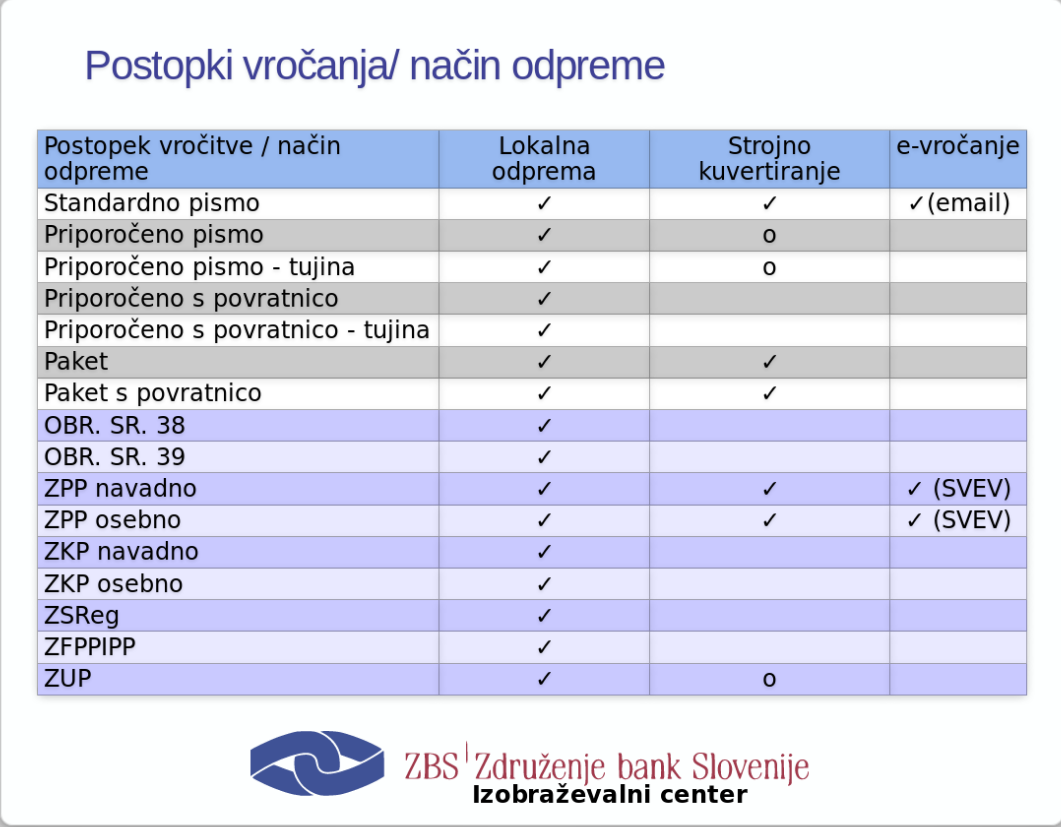 Postopki vročanja/ način odpreme
Postopek vročitve / način odpreme Lokalna odprema Strojno kuvertiranje e-vročanje
Standardno pismo ✓ ✓ ✓(email)
Priporočeno pismo ✓ o
Priporočeno pismo - tujina ✓ o
Priporočeno s povratnico ✓
Priporočeno s povratnico - tujina ✓
Paket ✓ ✓
Paket s povratnico ✓ ✓
OBR. SR. 38 ✓
OBR. SR. 39 ✓
ZPP navadno ✓ ✓ ✓ (SVEV)
ZPP osebno ✓ ✓ ✓ (SVEV)
ZKP navadno ✓
ZKP osebno ✓
ZSReg ✓
ZFPPIPP ✓
ZUP ✓ o
ZBS Združenje bank Slovenije
Izobraževalni center